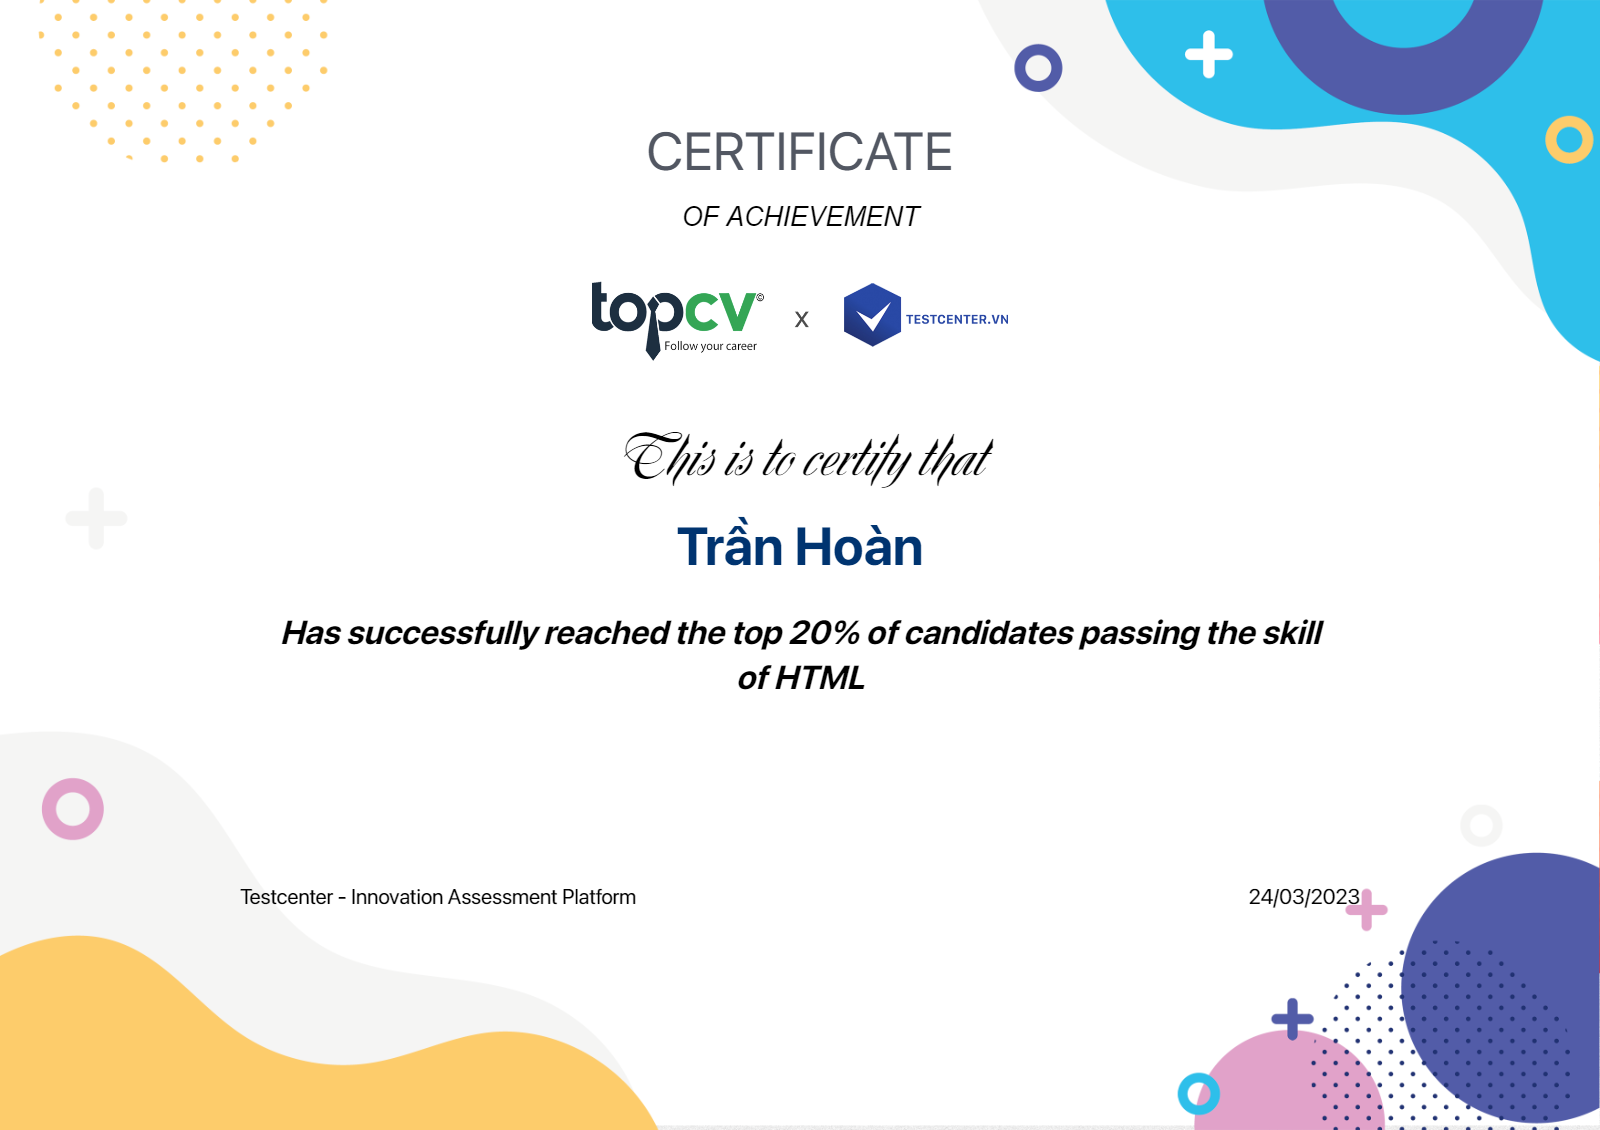 CERTIFICATE
OF ACHIEVEMENT
topcv©
Follow your career
x
TESTCENTER.VN
This is to certify that
Trần Hoàn
Has successfully reached the top 20% of candidates passing the skill
of HTML
Testcenter - Innovation Assessment Platform
24/03/2023